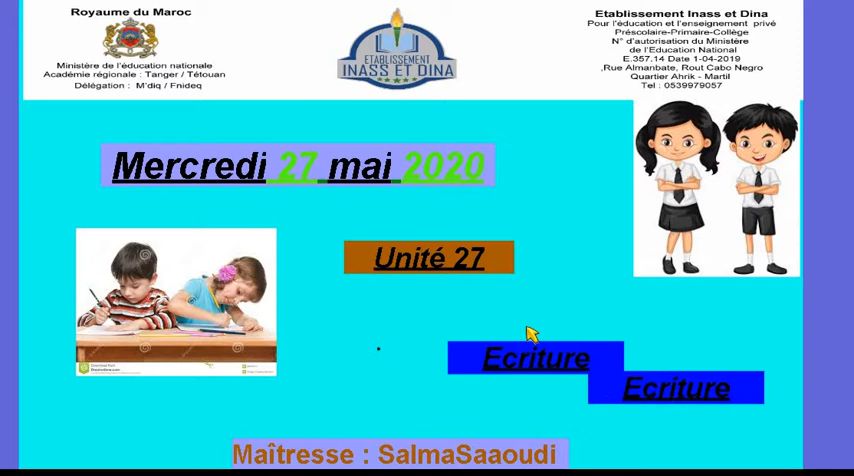 Royaume du Maroc
Ministère de l'éducation nationale
Académie régionale : Tanger / Tétouan
Délégation : M'diq / Fnideq
ETABLISSEMENT
INASS ET DINA
Etablissement Inass et Dina
Pour l'éducation et l'enseignement privé
Préscolaire-Primaire-Collège
N° d'autorisation du Ministère
de l'Education National
E.357.14 Date 1-04-2019
,Rue Almanbate, Rout Cabo Negro
Quartier Ahrik - Martil
Tel : 0539979057
Mercredi 27 mai 2020
Unité 27
Ecriture
Ecriture
Maîtresse : SalmaSaaoudi